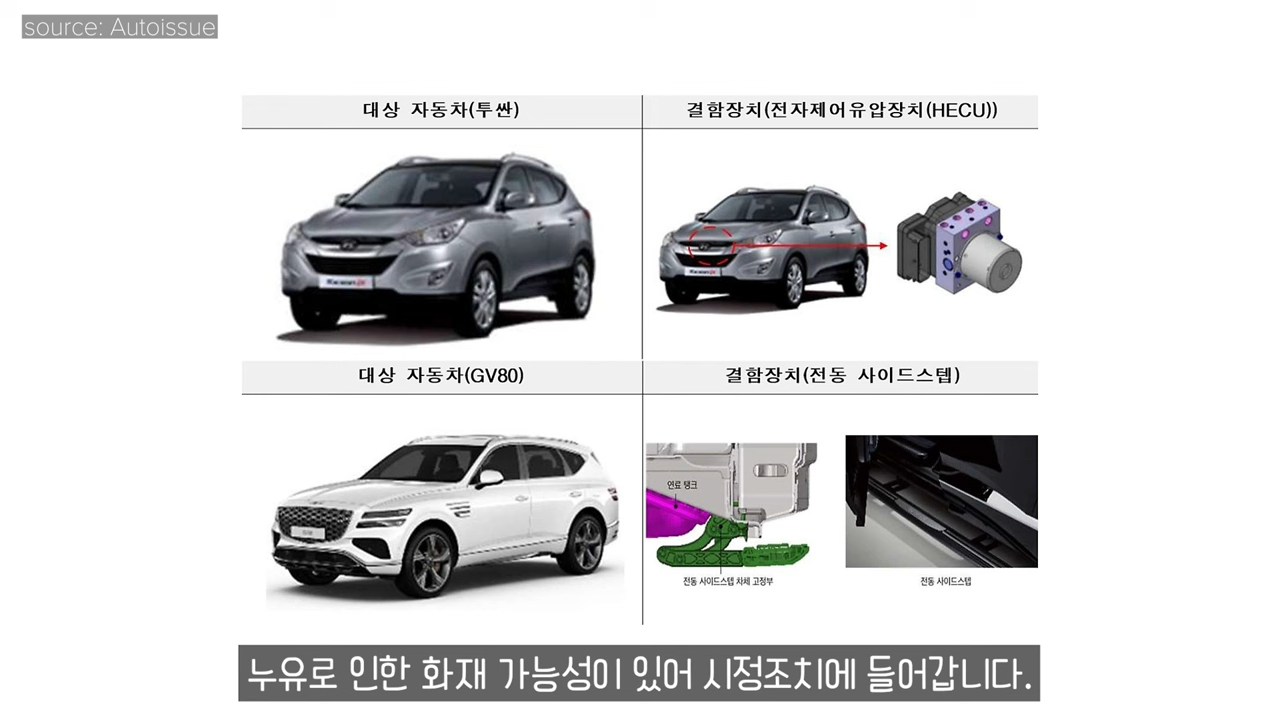 source: Autoissue
대상 자동차(투싼)
결함장치(전자제어유압장치(HECU))
대상 자동차(GV80)
결함장치(전동 사이드스텝)
연료 탱크
전동 사이드스텝 차체 고정부
전동 사이드스텝
누유로 인한 화재 가능성이 있어 시정조치에 들어갑니다.